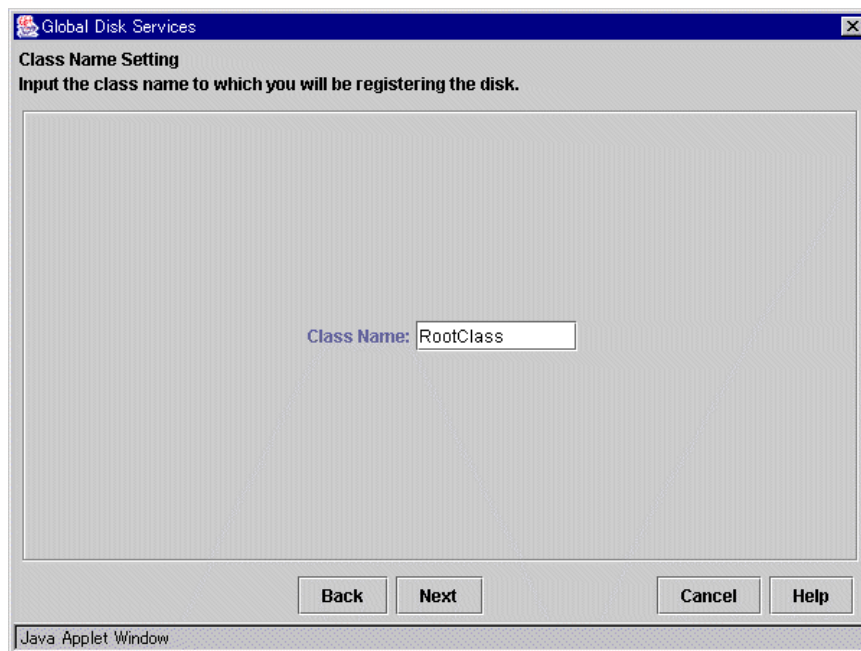 Global Disk Services
Class Name Setting
Input the class name to which you will be registering the disk.
Class Name: RootClass
Back Next Cancel Help
Java Applet Window